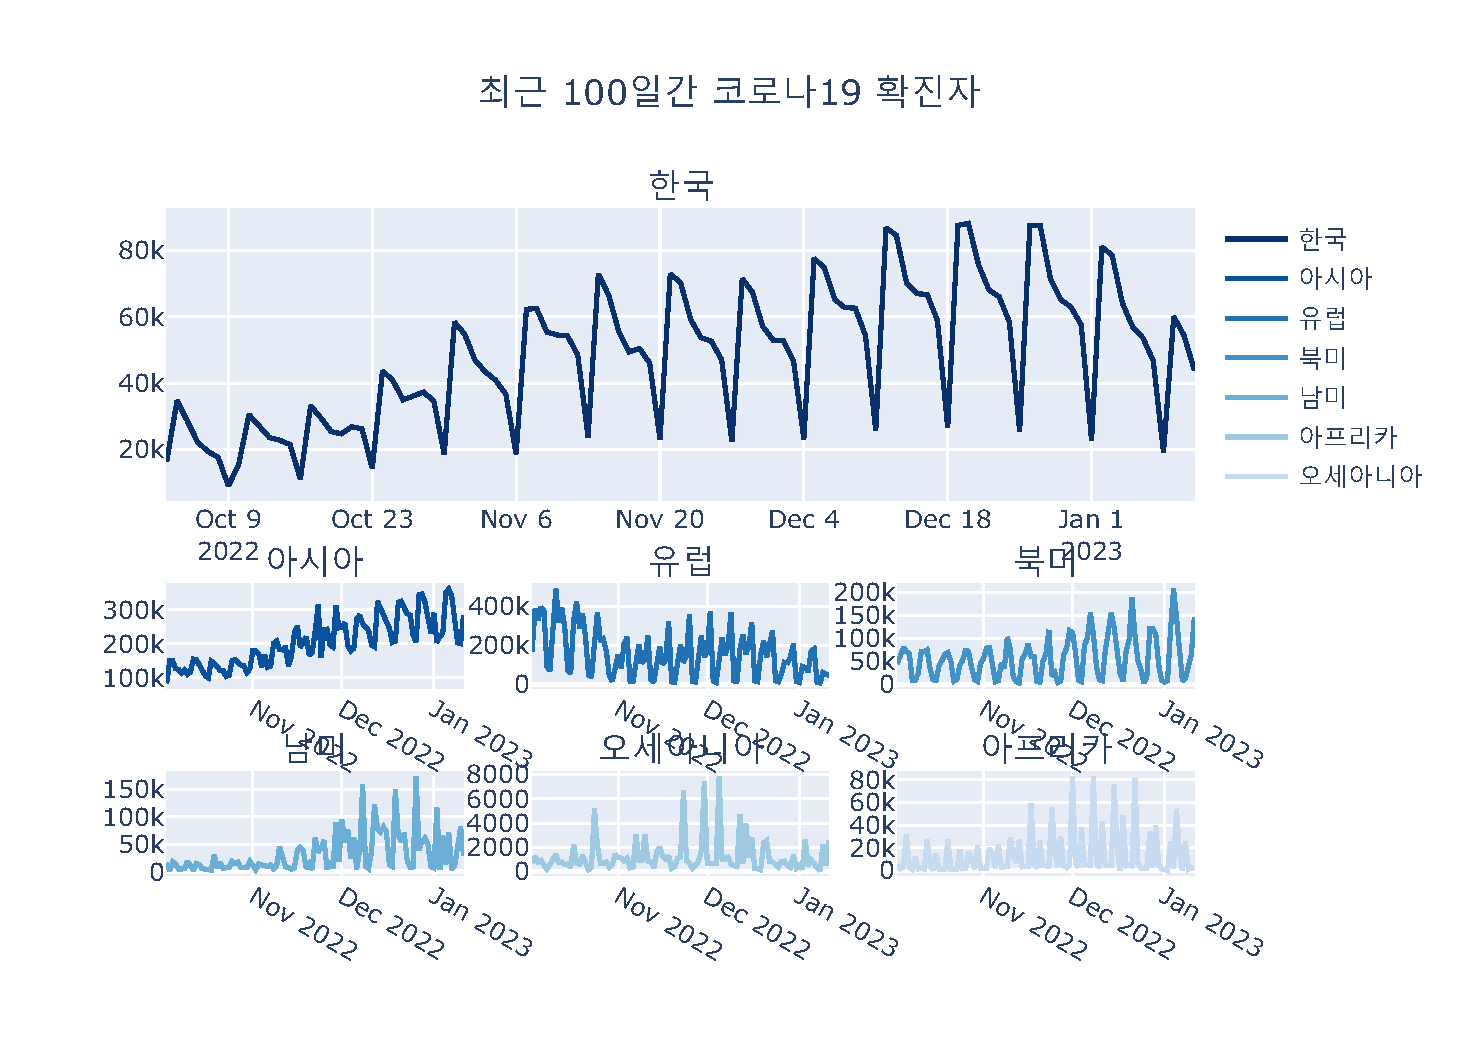 최근 100일간 코로나19 확진자
한국
80k
60k
40k
20k
Oct 9
2022
Oct 23
Nov 6
Nov 20
Dec 4
Dec 18
Jan 1
2023
한국
아시아
유럽
북미
남미
아프리카
오세아니아
아시아
300k
200k
100k
Nov 2022
Dec 2022
Jan 2023
유럽
400k
200k
0
Nov 2022
Dec 2022
Jan 2023
북미
200k
150k
100k
50k
0
Nov 2022
Dec 2022
Jan 2023
남미
150k
100k
50k
0
Nov 2022
Dec 2022
Jan 2023
오세아니아
8000
6000
4000
2000
0
Nov 2022
Dec 2022
Jan 2023
아프리카
80k
60k
40k
20k
0
Nov 2022
Dec 2022
Jan 2023